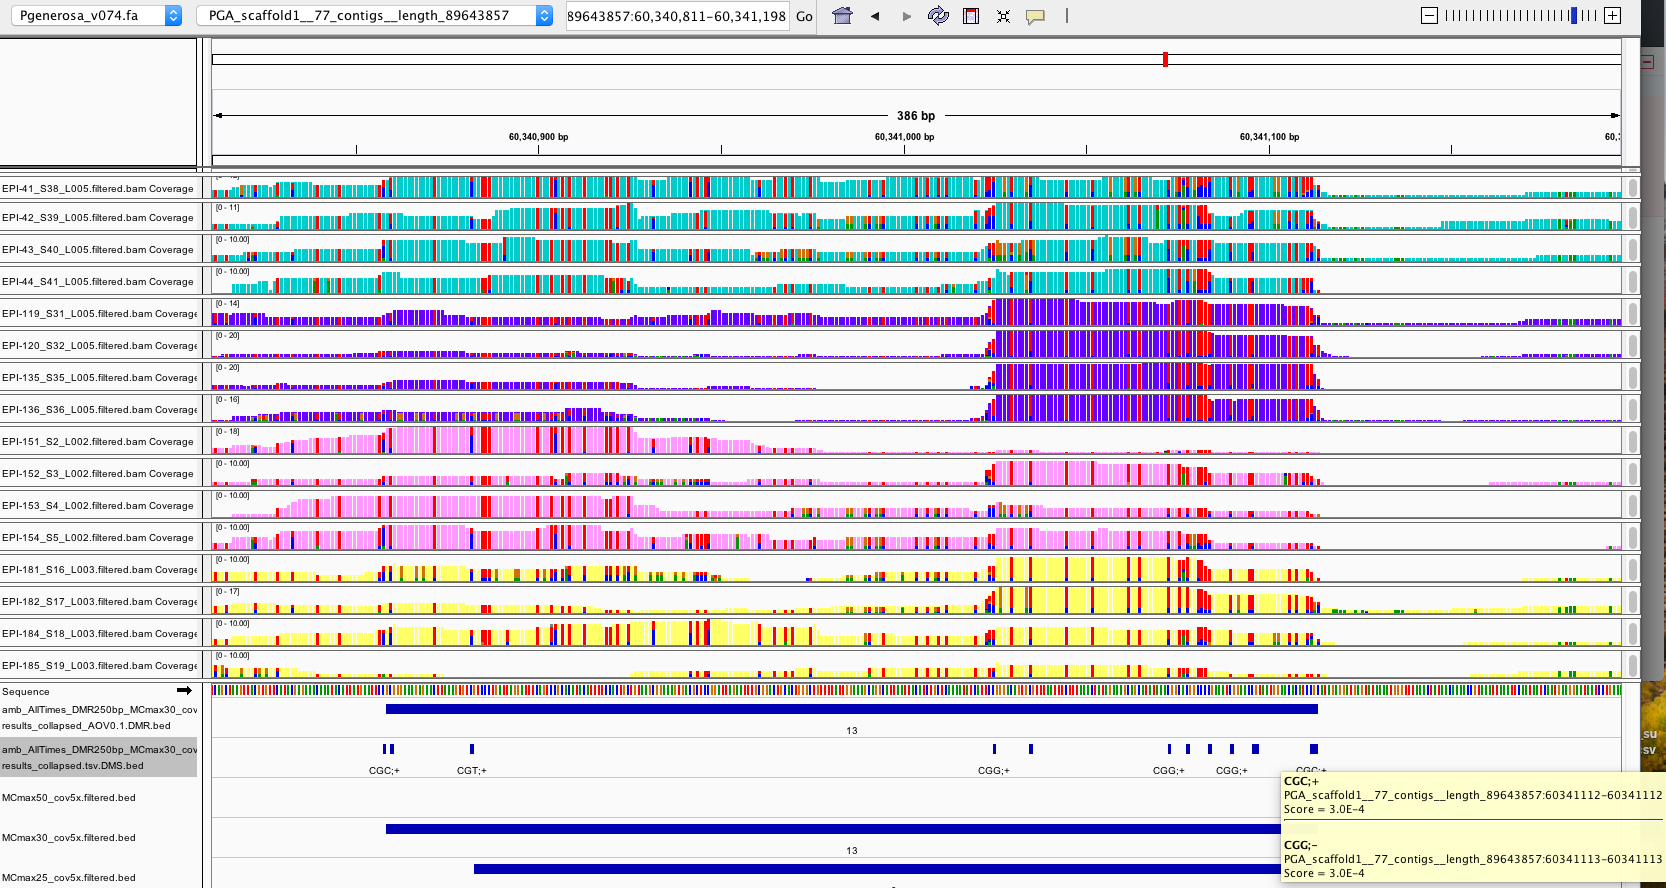 Pgenerosa_v074.fa
PGA_scaffold1__77_contigs__length_89643857
89643857:60,340,811-60,341,198
Go
386 bp
60,340,900 bp
60,341,000 bp
60,341,100 bp
EPI-41_S38_L005.filtered.bam Coverage
EPI-42_S39_L005.filtered.bam Coverage
[0 - 11]
EPI-43_S40_L005.filtered.bam Coverage
[0 - 10.00]
EPI-44_S41_L005.filtered.bam Coverage
[0 - 10.00]
EPI-119_S31_L005.filtered.bam Coverage
[0 - 14]
EPI-120_S32_L005.filtered.bam Coverage
[0 - 20]
EPI-135_S35_L005.filtered.bam Coverage
[0 - 20]
EPI-136_S36_L005.filtered.bam Coverage
[0 - 16]
EPI-151_S2_L002.filtered.bam Coverage
[0 - 18]
EPI-152_S3_L002.filtered.bam Coverage
[0 - 10.00]
EPI-153_S4_L002.filtered.bam Coverage
[0 - 10.00]
EPI-154_S5_L002.filtered.bam Coverage
[0 - 10.00]
EPI-181_S16_L003.filtered.bam Coverage
[0 - 10.00]
EPI-182_S17_L003.filtered.bam Coverage
[0 - 17]
EPI-184_S18_L003.filtered.bam Coverage
[0 - 10.00]
EPI-185_S19_L003.filtered.bam Coverage
[0 - 10.00]
Sequence
amb_AllTimes_DMR250bp_MCmax30_cov
results_collapsed_AOV0.1.DMR.bed
13
amb_AllTimes_DMR250bp_MCmax30_cov
results_collapsed.tsv.DMS.bed
CGC;+ CGT;+ CGG;+ CGG;+ CGG;+ CGC;+
MCmax50_cov5x.filtered.bed
MCmax30_cov5x.filtered.bed
13
MCmax25_cov5x.filtered.bed
CGC;+
PGA_scaffold1__77_contigs__length_89643857:60341112-60341112
Score = 3.0E-4
CGG;-
PGA_scaffold1__77_contigs__length_89643857:60341113-60341113
Score = 3.0E-4